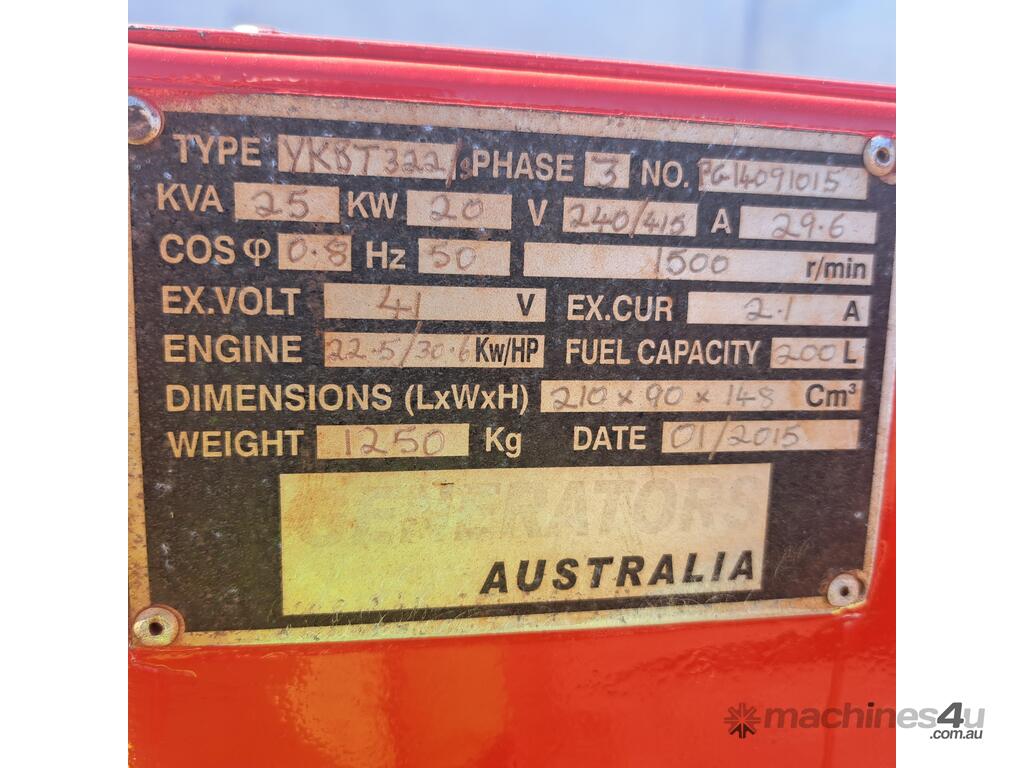 TYPE YKBT322/S PHASE 3 NO. PG14091015
KVA 25 KW 20 V 240/415 A 29.6
COS φ 0.8 Hz 50 1500 r/min
EX.VOLT 41 V EX.CUR 2.1 A
ENGINE 22.5/30.6 Kw/HP FUEL CAPACITY 200 L
DIMENSIONS (LxWxH) 210 x 90 x 148 Cm³
WEIGHT 1250 Kg DATE 01/2015
GENERATORS
AUSTRALIA
machines4u
.com.au